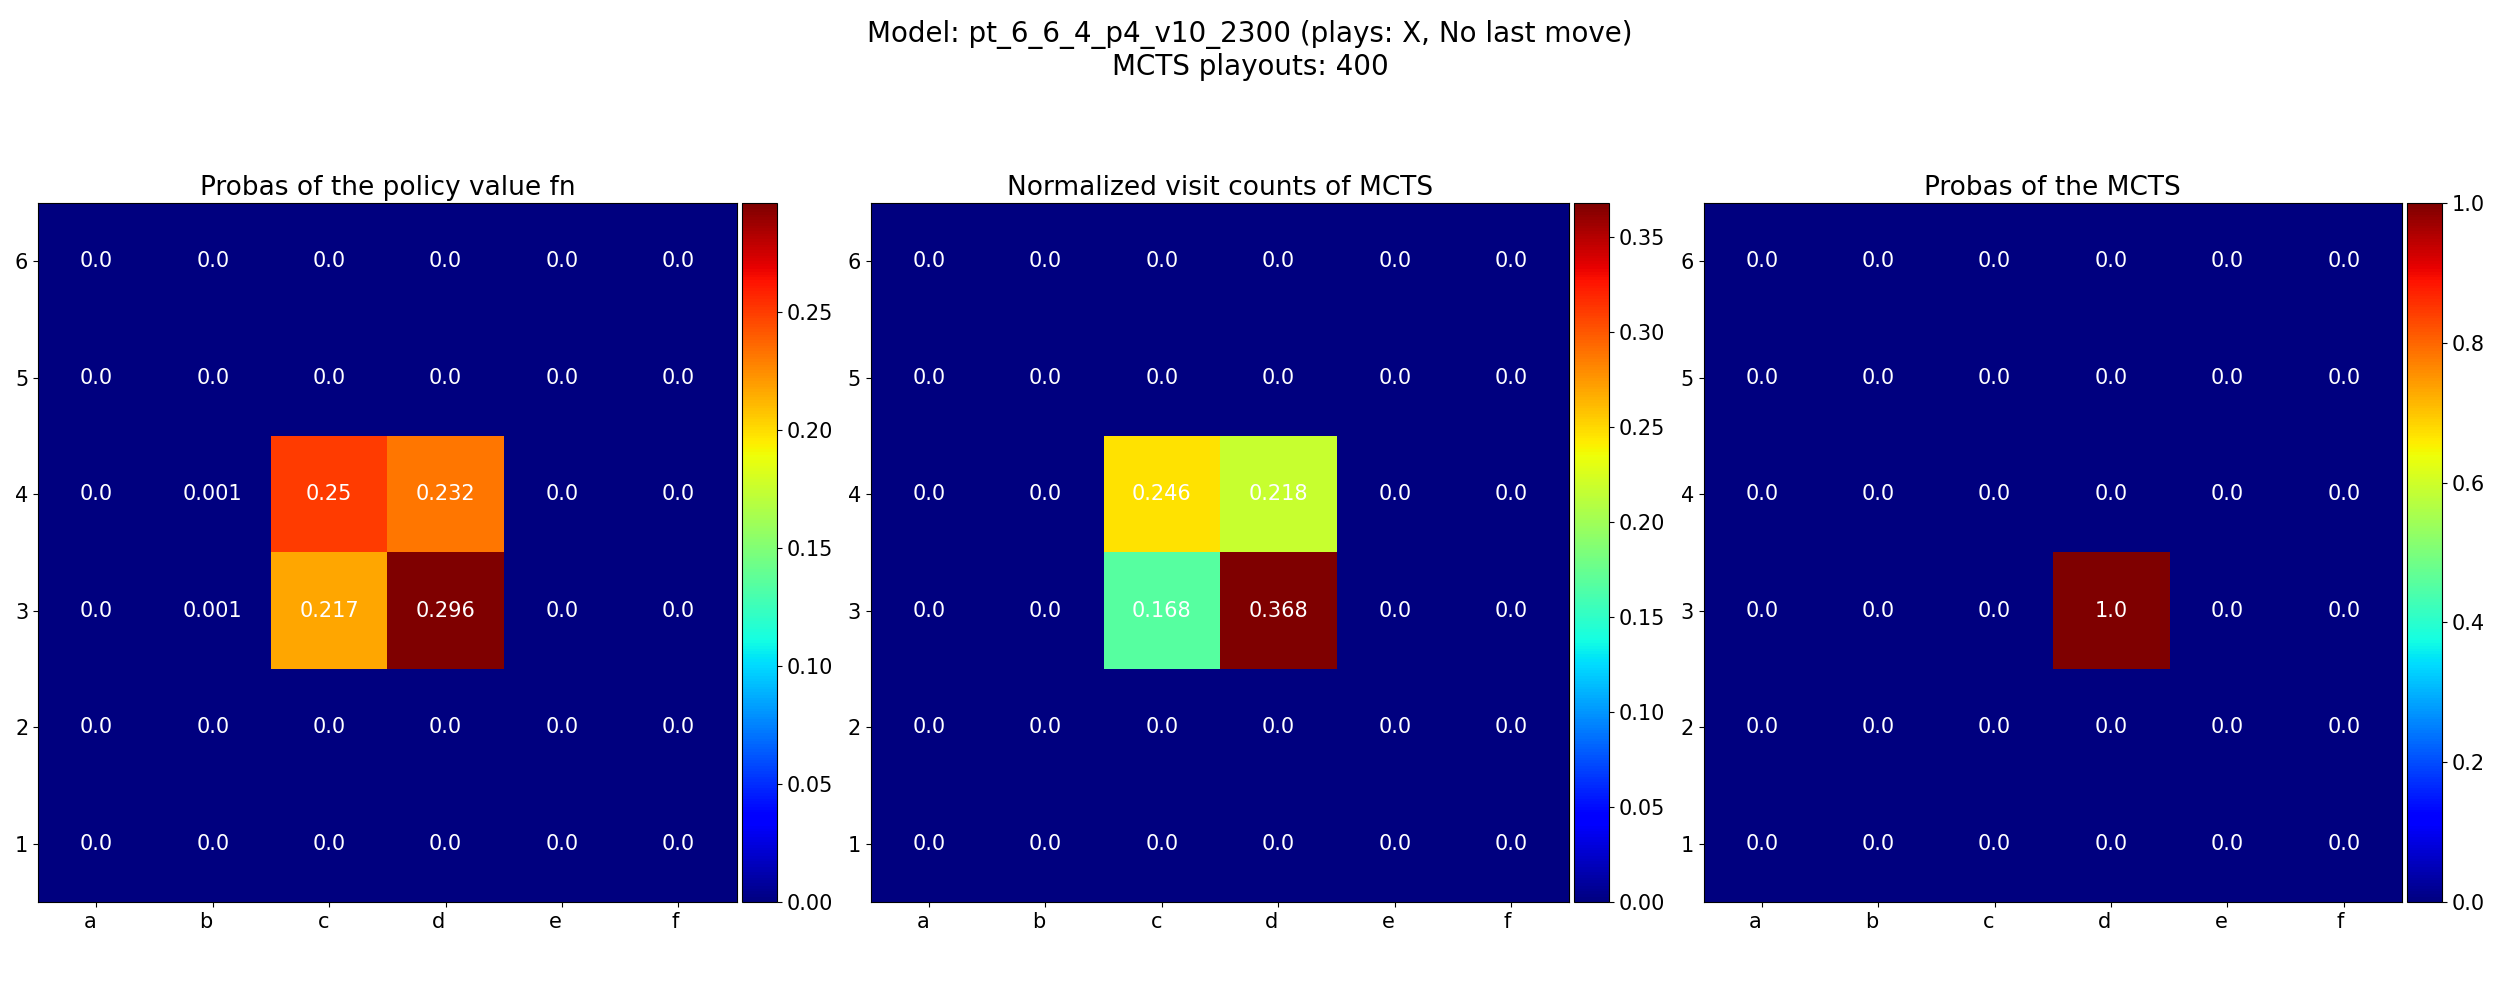 Model: pt_6_6_4_p4_v10_2300 (plays: X, No last move)
MCTS playouts: 400
Probas of the policy value fn
6 0.0 0.0 0.0 0.0 0.0 0.0
5 0.0 0.0 0.0 0.0 0.0 0.0
4 0.0 0.001 0.25 0.232 0.0 0.0
3 0.0 0.001 0.217 0.296 0.0 0.0
2 0.0 0.0 0.0 0.0 0.0 0.0
1 0.0 0.0 0.0 0.0 0.0 0.0
a b c d e f
0.25
0.20
0.15
0.10
0.05
0.00
Normalized visit counts of MCTS
6 0.0 0.0 0.0 0.0 0.0 0.0
5 0.0 0.0 0.0 0.0 0.0 0.0
4 0.0 0.0 0.246 0.218 0.0 0.0
3 0.0 0.0 0.168 0.368 0.0 0.0
2 0.0 0.0 0.0 0.0 0.0 0.0
1 0.0 0.0 0.0 0.0 0.0 0.0
a b c d e f
0.35
0.30
0.25
0.20
0.15
0.10
0.05
0.00
Probas of the MCTS
6 0.0 0.0 0.0 0.0 0.0 0.0
5 0.0 0.0 0.0 0.0 0.0 0.0
4 0.0 0.0 0.0 0.0 0.0 0.0
3 0.0 0.0 0.0 1.0 0.0 0.0
2 0.0 0.0 0.0 0.0 0.0 0.0
1 0.0 0.0 0.0 0.0 0.0 0.0
a b c d e f
1.0
0.8
0.6
0.4
0.2
0.0